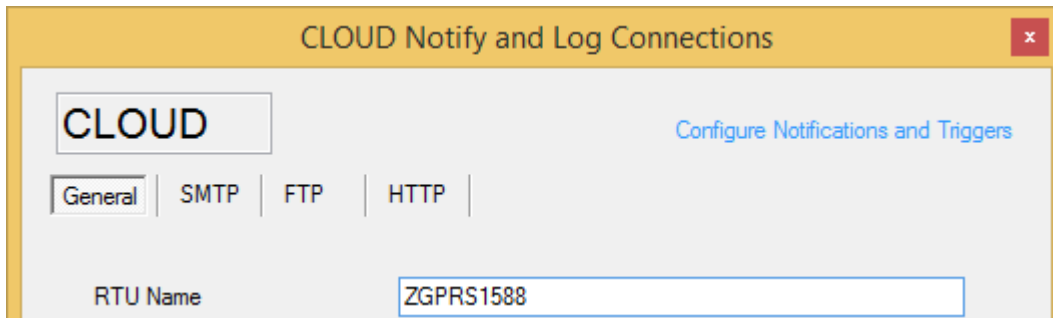 CLOUD Notify and Log Connections
x
CLOUD
Configure Notifications and Triggers
General SMTP FTP HTTP
RTU Name ZGPRS1588